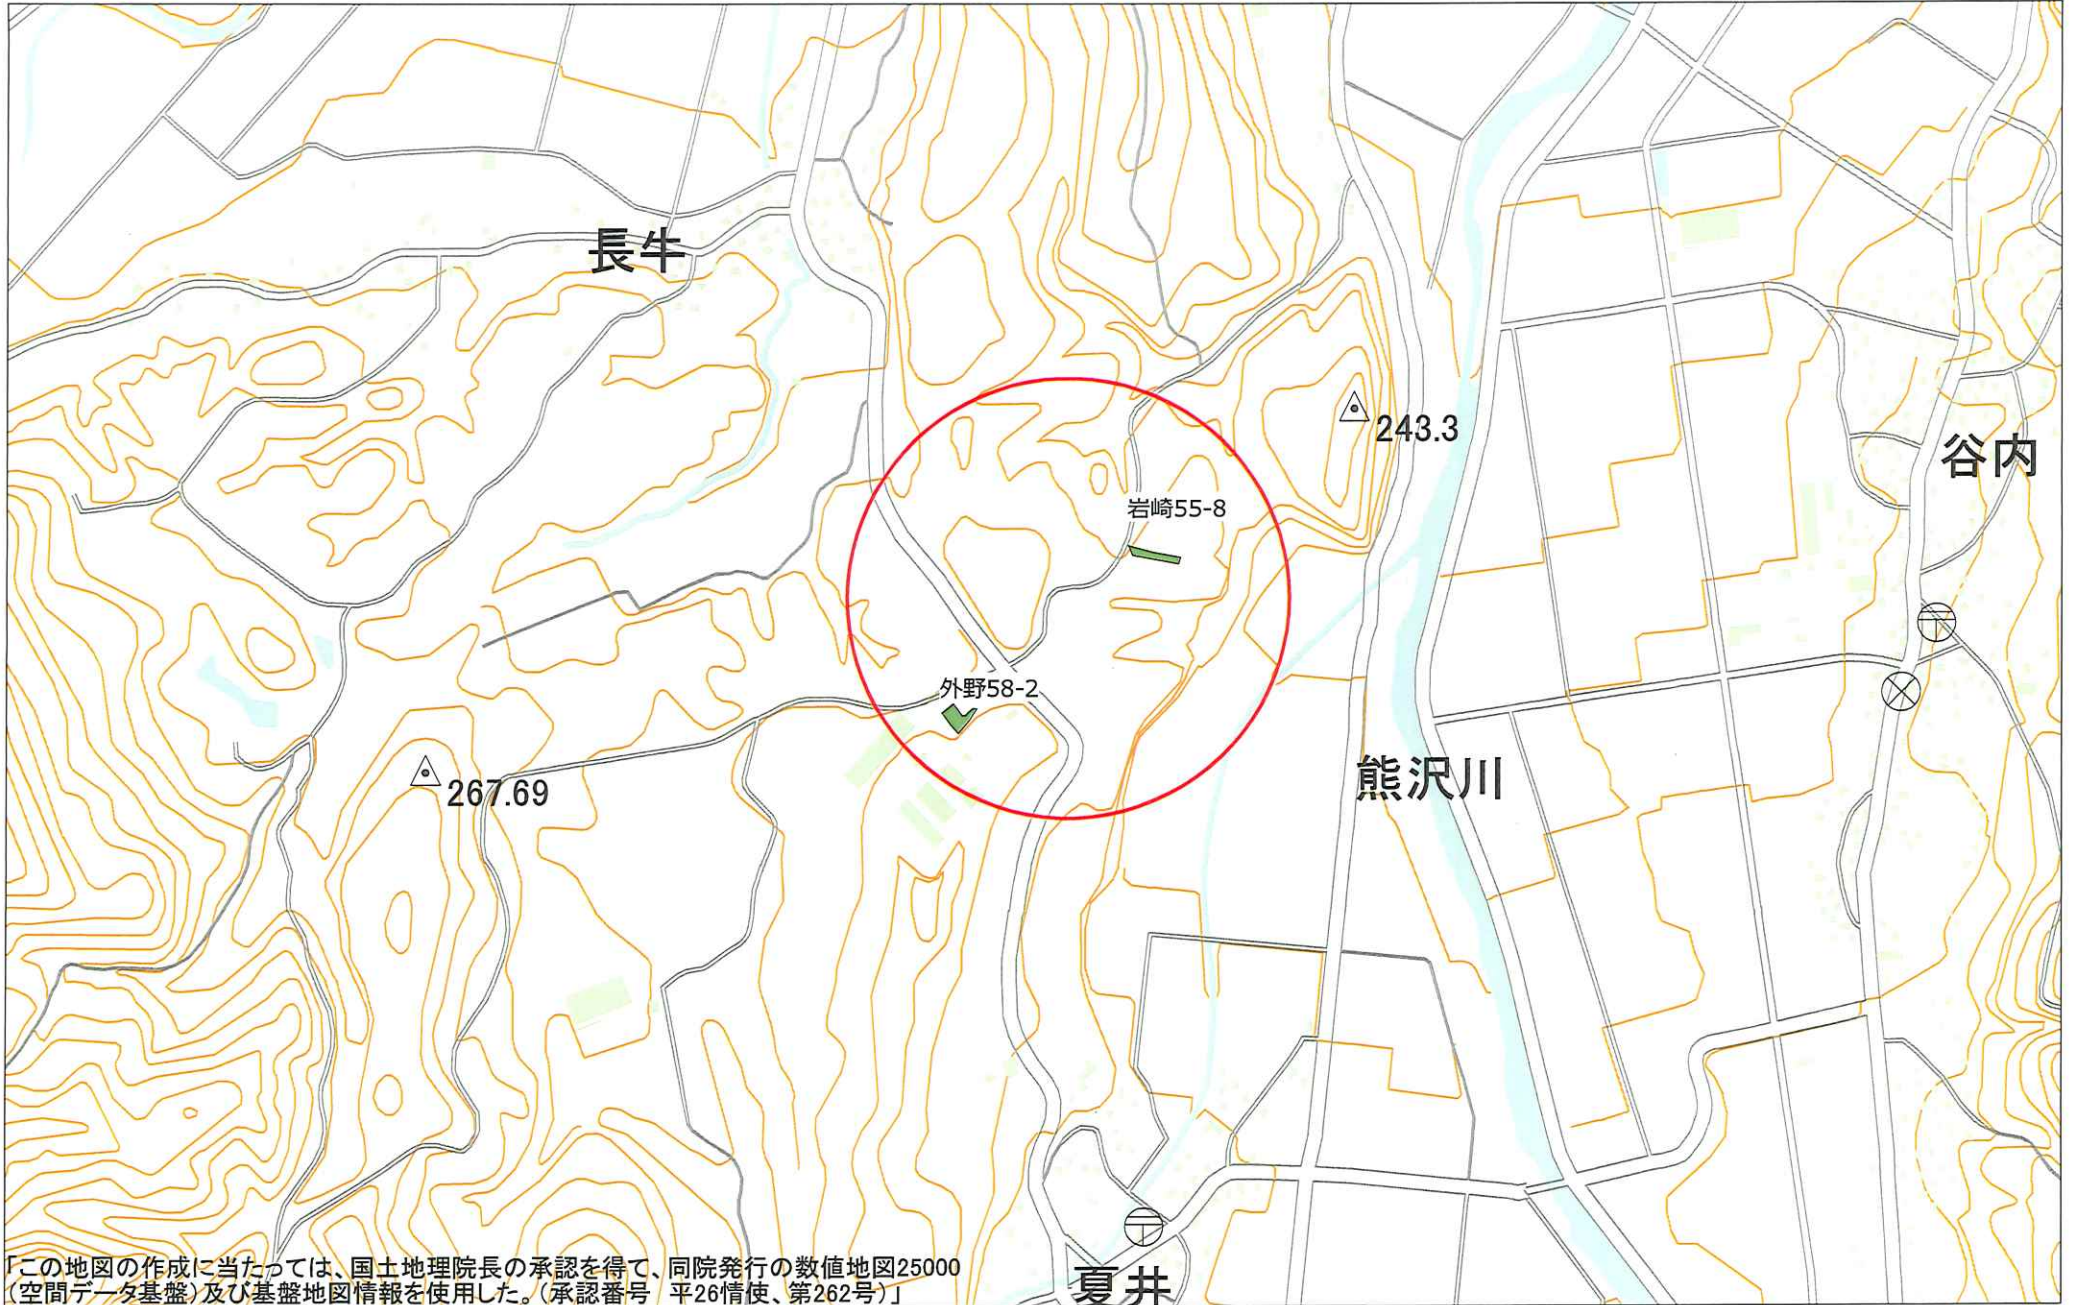 長牛
243.3
谷内
岩崎55-8
外野58-2
267.69
熊沢川
夏井
「この地図の作成に当たっては、国土地理院長の承認を得て、同院発行の数値地図25000
(空間データ基盤)及び基盤地図情報を使用した。(承認番号 平26情使、第262号)」